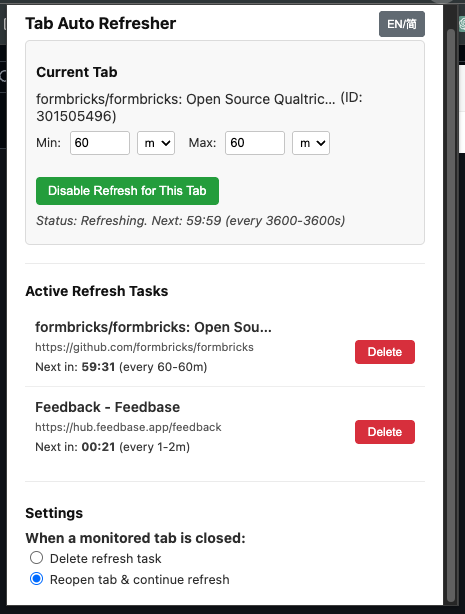 Tab Auto Refresher
EN/简
Current Tab
formbricks/formbricks: Open Source Qualtric... (ID:
301505496)
Min: 60 m Max: 60 m
Disable Refresh for This Tab
Status: Refreshing. Next: 59:59 (every 3600-3600s)
Active Refresh Tasks
formbricks/formbricks: Open Sou...
https://github.com/formbricks/formbricks
Next in: 59:31 (every 60-60m)
Delete
Feedback - Feedbase
https://hub.feedbase.app/feedback
Next in: 00:21 (every 1-2m)
Delete
Settings
When a monitored tab is closed:
Delete refresh task
Reopen tab & continue refresh